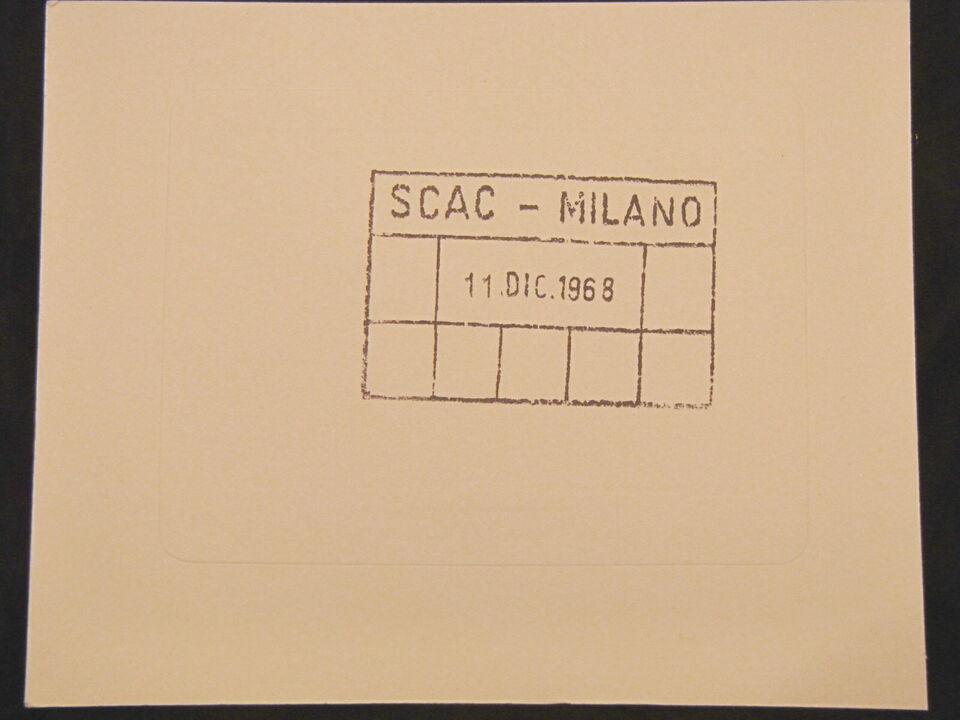 SCAC - MILANO
11.DIC.1968